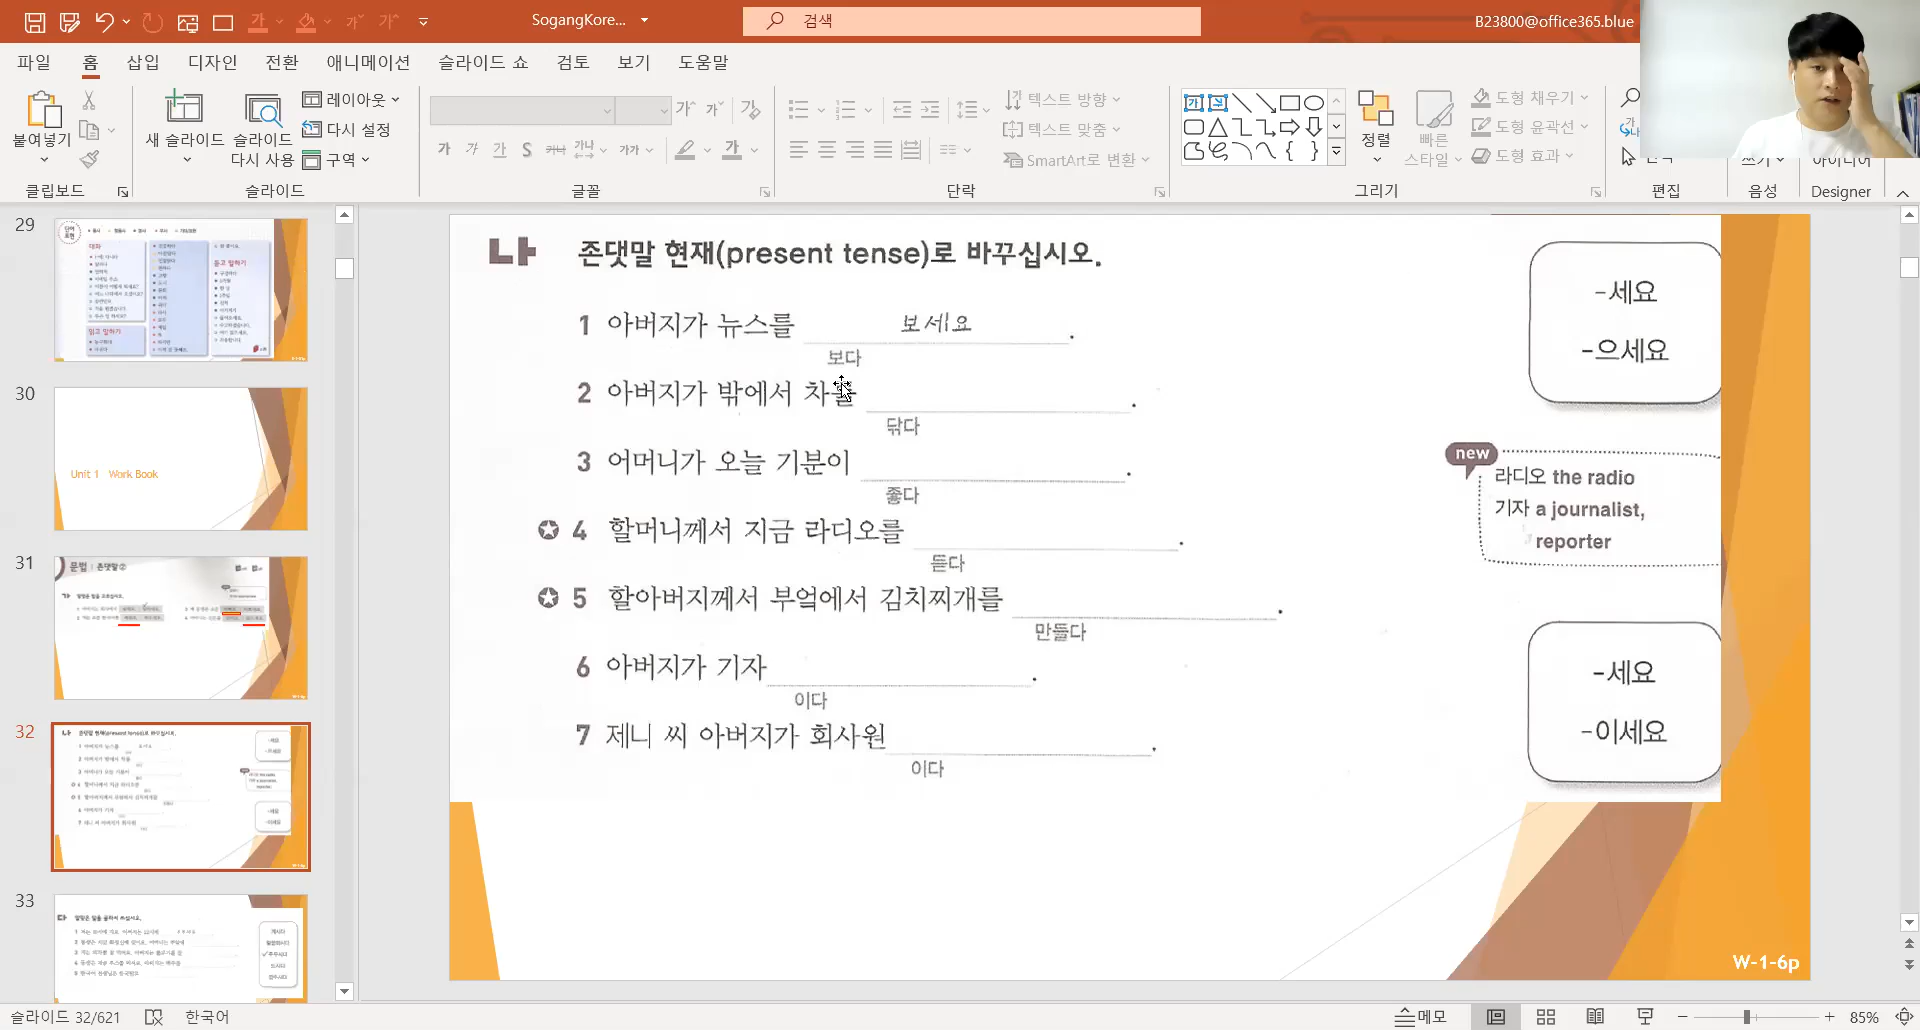 SogangKore...
검색
B23800@office365.blue
파일 홈 삽입 디자인 전환 애니메이션 슬라이드 쇼 검토 보기 도움말
붙여넣기
클립보드
새 슬라이드
슬라이드 다시 사용
레이아웃
다시 설정
구역
슬라이드
글꼴
텍스트 방향
텍스트 맞춤
SmartArt로 변환
단락
정렬
빠른 스타일
도형 채우기
도형 윤곽선
도형 효과
그리기
편집
음성
Designer
29
30
Unit 1 Work Book
31
32
33
나 존댓말 현재(present tense)로 바꾸십시오.
1 아버지가 뉴스를 보세요.
보다
2 아버지가 밖에서 차를 .
닦다
3 어머니가 오늘 기분이 .
좋다
4 할머니께서 지금 라디오를 .
듣다
5 할아버지께서 부엌에서 김치찌개를 .
만들다
6 아버지가 기자 .
이다
7 제니 씨 아버지가 회사원 .
이다
-세요
-으세요
new
라디오 the radio
기자 a journalist,
reporter
-세요
-이세요
W-1-6p
슬라이드 32/621 한국어
메모
85%